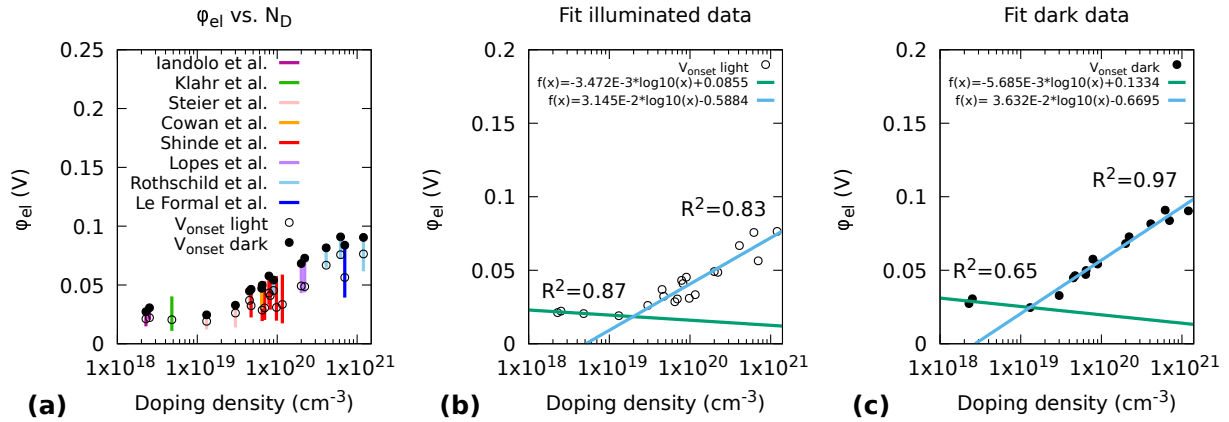 φel vs. ND
0.25
0.2
0.15
0.1
0.05
0
φel (V)
Iandolo et al.
Klahr et al.
Steier et al.
Cowan et al.
Shinde et al.
Lopes et al.
Rothschild et al.
Le Formal et al.
Vonset light
Vonset dark
1x10^18 1x10^19 1x10^20 1x10^21
(a) Doping density (cm^-3)
Fit illuminated data
0.2
0.15
0.1
0.05
0
φel (V)
Vonset light
f(x)=-3.472E-3*log10(x)+0.0855
f(x)=3.145E-2*log10(x)-0.5884
R^2=0.83
R^2=0.87
1x10^18 1x10^19 1x10^20 1x10^21
(b) Doping density (cm^-3)
Fit dark data
0.2
0.15
0.1
0.05
0
φel (V)
Vonset dark
f(x)=-5.685E-3*log10(x)+0.1334
f(x)= 3.632E-2*log10(x)-0.6695
R^2=0.97
R^2=0.65
1x10^18 1x10^19 1x10^20 1x10^21
(c) Doping density (cm^-3)